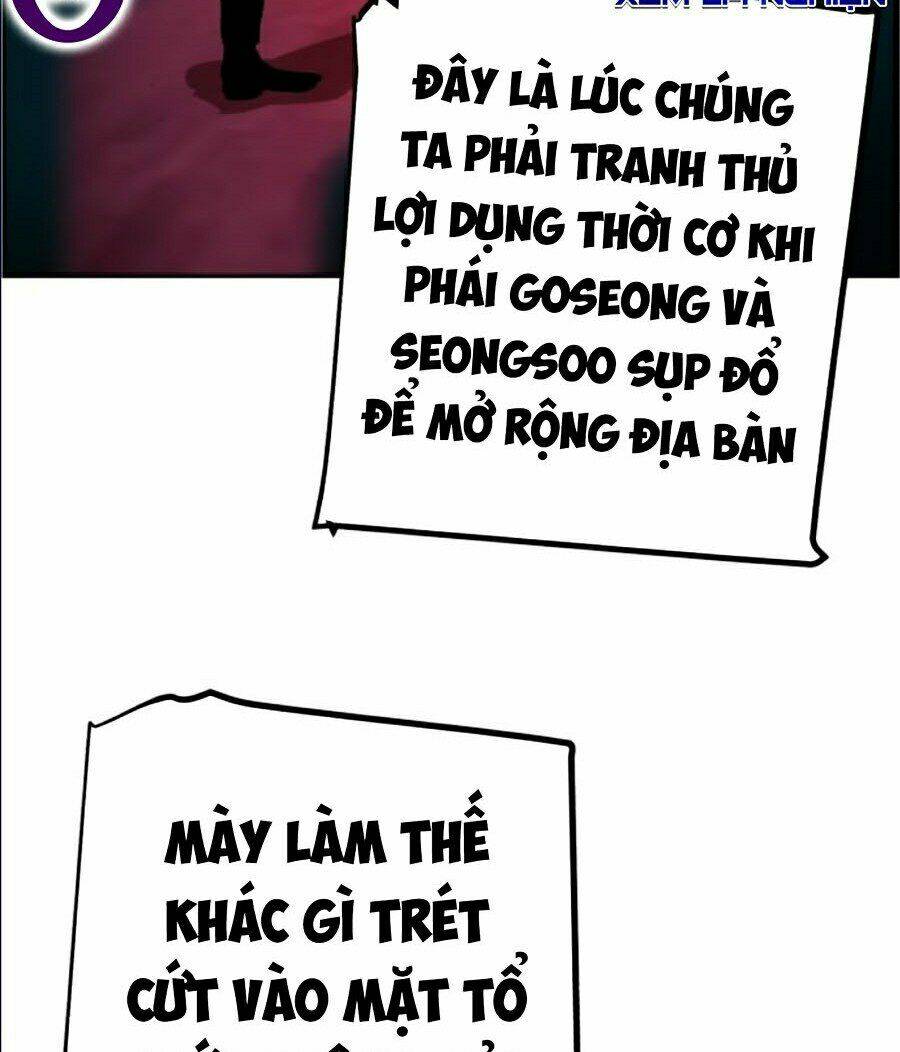 ĐÂY LÀ LÚC CHÚNG
TA PHẢI TRANH THỦ
LỢI DỤNG THỜI CƠ KHI
PHÁI GOSEONG VÀ
SEONGSOO SỤP ĐỔ
ĐỂ MỞ RỘNG ĐỊA BÀN
MÀY LÀM THẾ
KHÁC GÌ TRÉT
CỨT VÀO MẶT TỔ